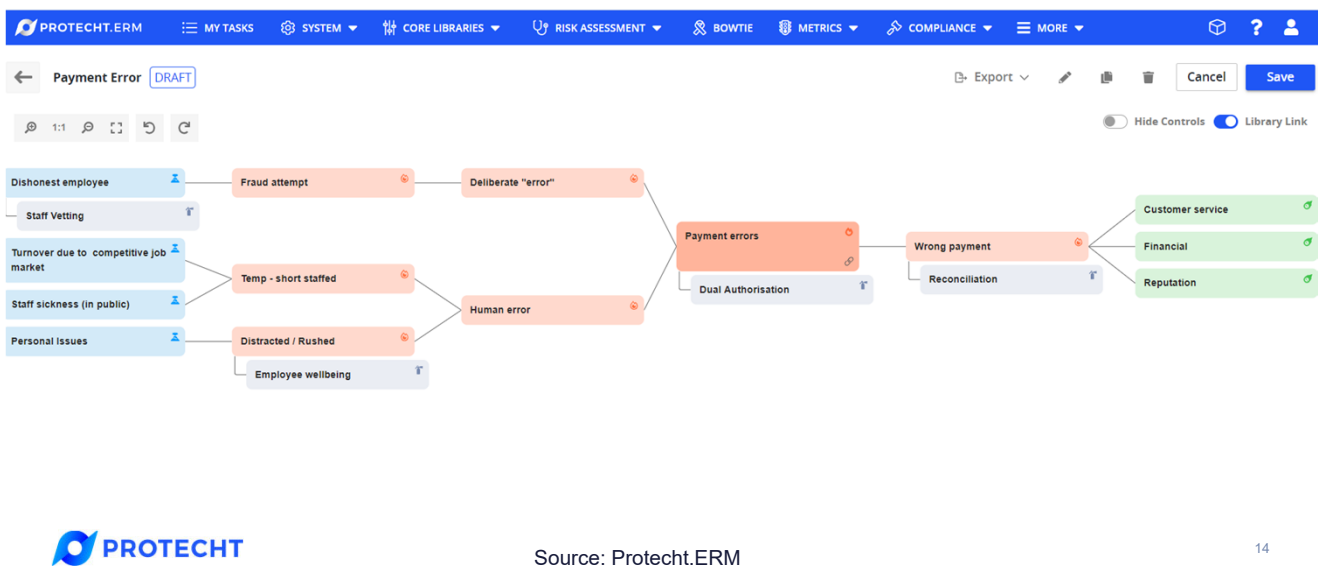 PROTECHT.ERM MY TASKS SYSTEM CORE LIBRARIES RISK ASSESSMENT BOWTIE METRICS COMPLIANCE MORE ?
Payment Error DRAFT Export Cancel Save
1:1 Hide Controls Library Link
Dishonest employee
Fraud attempt
Deliberate "error"
Staff Vetting
Turnover due to competitive job
market
Temp - short staffed
Staff sickness (in public)
Human error
Personal Issues
Distracted / Rushed
Employee wellbeing
Payment errors
Dual Authorisation
Wrong payment
Reconciliation
Customer service
Financial
Reputation
PROTECHT
Source: Protecht.ERM
14